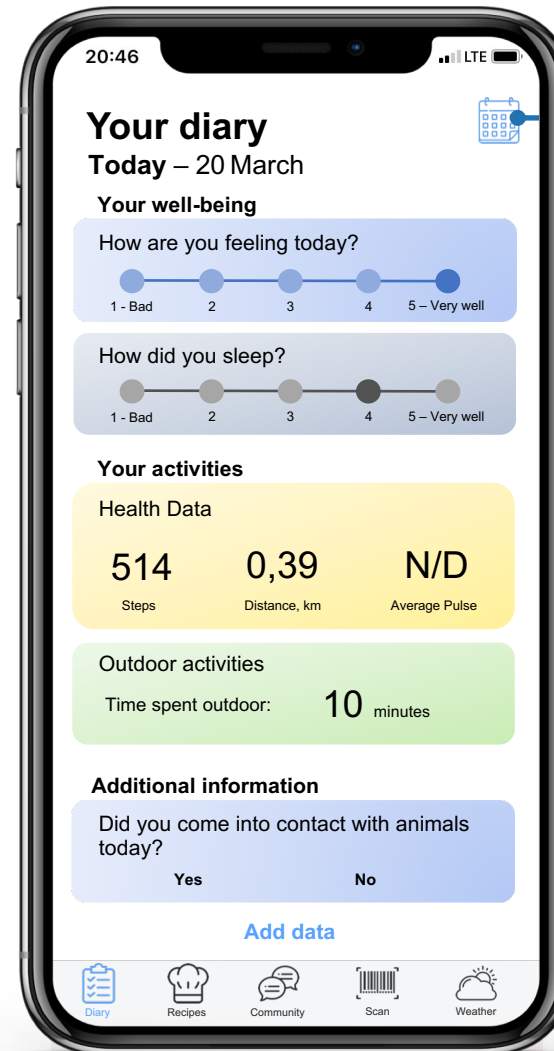 20:46
LTE
Your diary
Today – 20 March
Your well-being
How are you feeling today?
1 - Bad 2 3 4 5 – Very well
How did you sleep?
1 - Bad 2 3 4 5 – Very well
Your activities
Health Data
514 0,39 N/D
Steps Distance, km Average Pulse
Outdoor activities
Time spent outdoor: 10 minutes
Additional information
Did you come into contact with animals
today?
Yes No
Add data
Diary Recipes Community Scan Weather